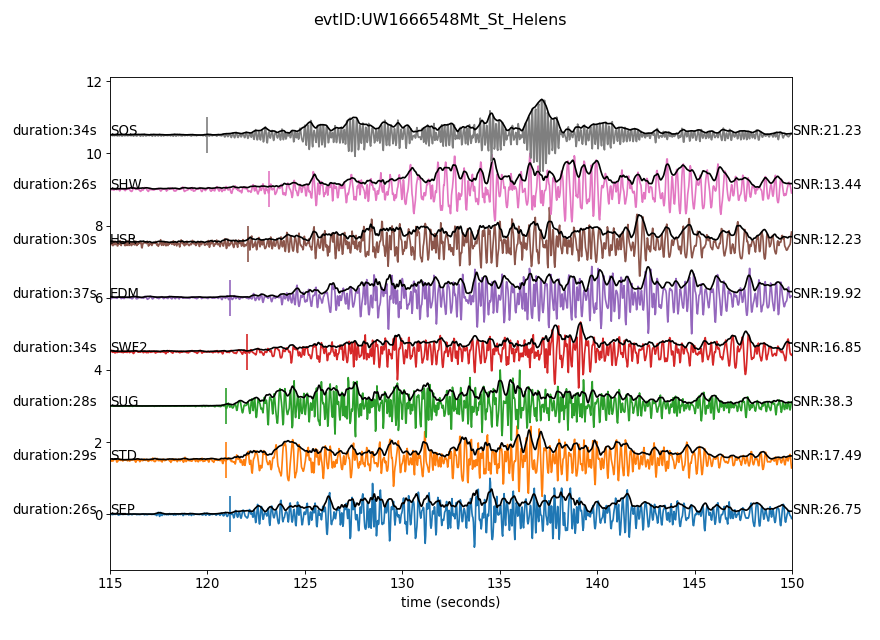 evtID:UW1666548Mt_St_Helens
12
duration:34s SOS SNR:21.23
10
duration:26s SHW SNR:13.44
8
duration:30s HSR SNR:12.23
duration:37s EDM SNR:19.92
6
duration:34s SWF2 SNR:16.85
4
duration:28s SUG SNR:38.3
2
duration:29s STD SNR:17.49
duration:26s SEP SNR:26.75
0
115 120 125 130 135 140 145 150
time (seconds)